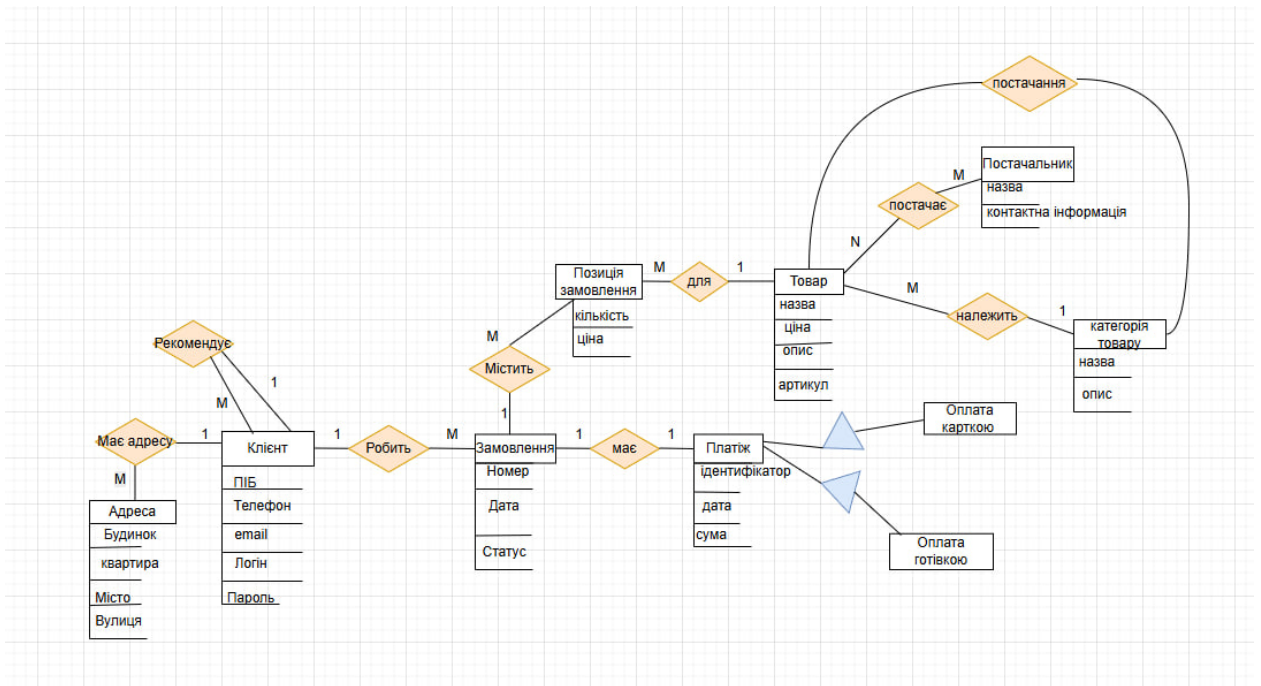 постачання
Постачальник
назва
контактна інформація
M
постачає
N
Позиція
замовлення
кількість
ціна
M
для
1
Товар
назва
ціна
опис
артикул
M
належить
1
категорія
товару
назва
опис
Рекомендує
M
1
M
Містить
1
Має адресу
1
M
Клієнт
ПІБ
Телефон
email
Логін
Пароль
1
Робить
M
Замовлення
Номер
Дата
Статус
1
має
1
Платіж
ідентифікатор
дата
сума
Оплата
карткою
Оплата
готівкою
Адреса
Будинок
квартира
Місто
Вулиця